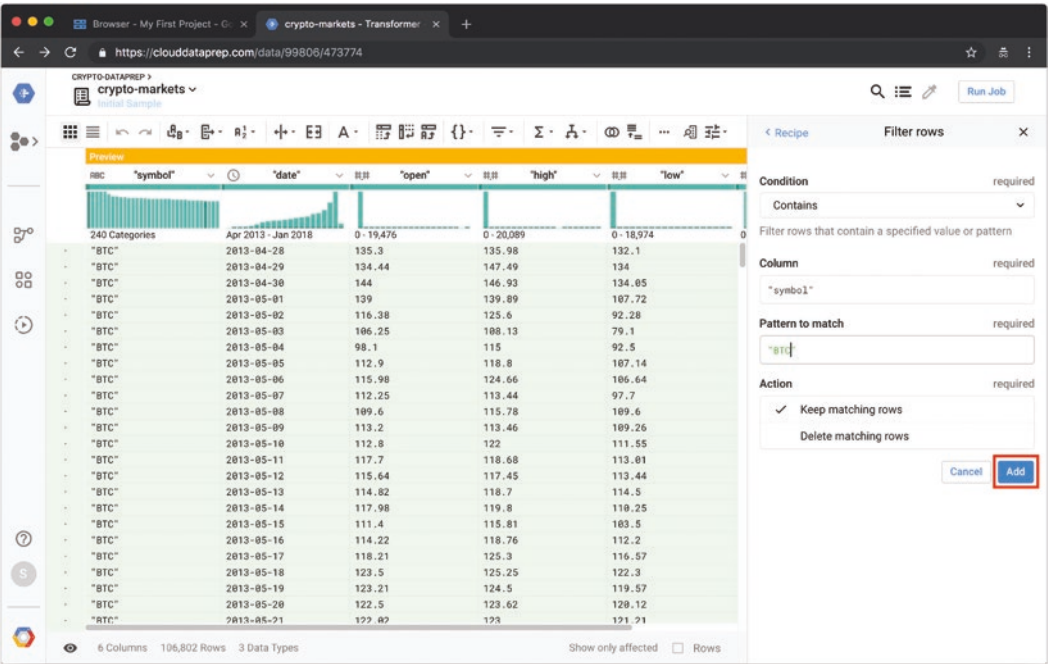 Browser - My First Project - Go
crypto-markets - Transformer
https://clouddataprep.com/data/99806/473774
CRYPTO-DATAPREP >
crypto-markets
Initial Sample
Run Job
Preview
RBC "symbol" "date" #.# "open" #.# "high" #.# "low"
240 Categories Apr 2013 - Jan 2018 0 - 19,476 0 - 20,089 0 - 18,974 0
"BTC" 2013-04-28 135.3 135.98 132.1
"BTC" 2013-04-29 134.44 147.49 134
"BTC" 2013-04-30 144 146.93 134.05
"BTC" 2013-05-01 139 139.89 107.72
"BTC" 2013-05-02 116.38 125.6 92.28
"BTC" 2013-05-03 106.25 108.13 79.1
"BTC" 2013-05-04 98.1 115 92.5
"BTC" 2013-05-05 112.9 118.8 107.14
"BTC" 2013-05-06 115.98 124.66 106.64
"BTC" 2013-05-07 112.25 113.44 97.7
"BTC" 2013-05-08 109.6 115.78 109.6
"BTC" 2013-05-09 113.2 113.46 109.26
"BTC" 2013-05-10 112.8 122 111.55
"BTC" 2013-05-11 117.7 118.68 113.01
"BTC" 2013-05-12 115.64 117.45 113.44
"BTC" 2013-05-13 114.82 118.7 114.5
"BTC" 2013-05-14 117.98 119.8 110.25
"BTC" 2013-05-15 111.4 115.81 103.5
"BTC" 2013-05-16 114.22 118.76 112.2
"BTC" 2013-05-17 118.21 125.3 116.57
"BTC" 2013-05-18 123.5 125.25 122.3
"BTC" 2013-05-19 123.21 124.5 119.57
"BTC" 2013-05-20 122.5 123.62 120.12
"BTC" 2013-05-21 122.02 123 121.21
6 Columns 106,802 Rows 3 Data Types
Show only affected Rows
S
< Recipe
Filter rows
Condition required
Contains
Filter rows that contain a specified value or pattern
Column required
"symbol"
Pattern to match required
"BTC"
Action required
Keep matching rows
Delete matching rows
Cancel
Add